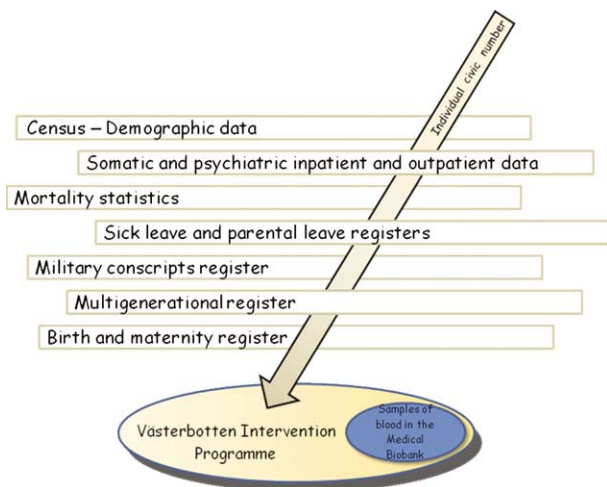 Individual civic number
Census – Demographic data
Somatic and psychiatric inpatient and outpatient data
Mortality statistics
Sick leave and parental leave registers
Military conscripts register
Multigenerational register
Birth and maternity register
Västerbotten Intervention
Programme
Samples of
blood in the
Medical
Biobank